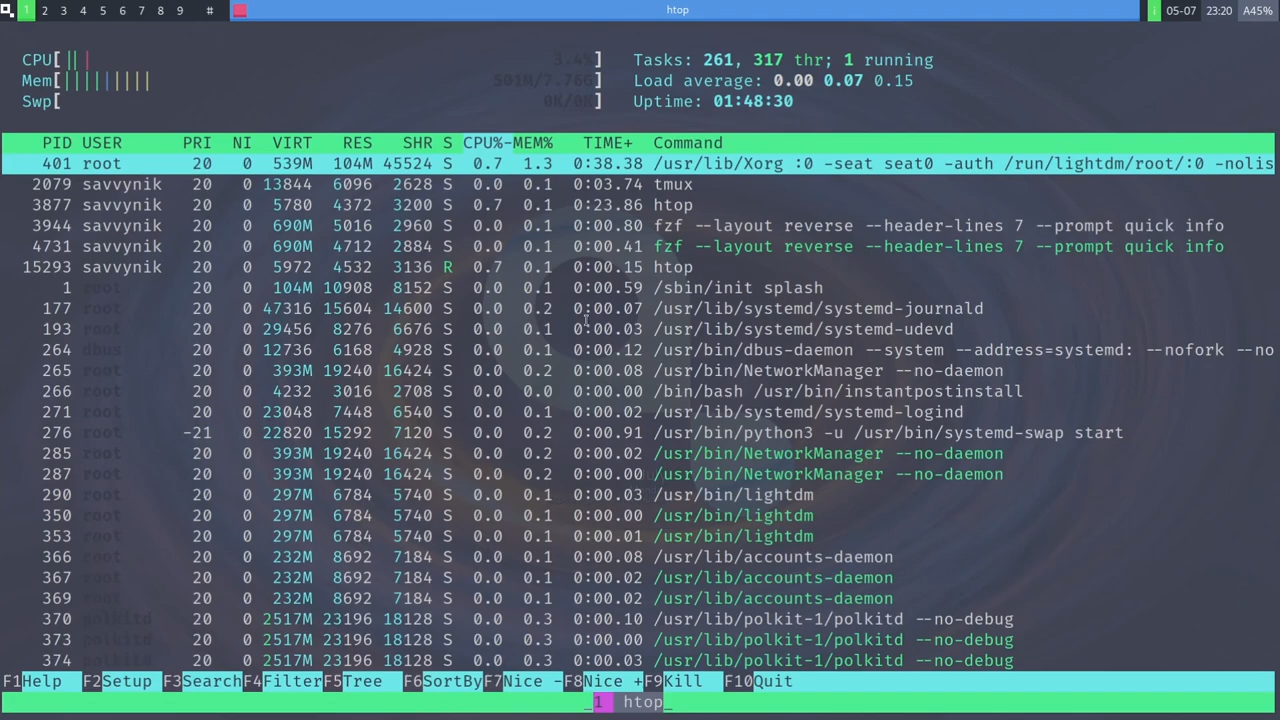 1 2 3 4 5 6 7 8 9 # htop i 05-07 23:20 A45%
CPU[|| | 3.4%] Tasks: 261, 317 thr; 1 running
Mem[||||||||| 501M/7.76G] Load average: 0.00 0.07 0.15
Swp[ 0K/0K] Uptime: 01:48:30
PID USER PRI NI VIRT RES SHR S CPU%-MEM% TIME+ Command
401 root 20 0 539M 104M 45524 S 0.7 1.3 0:38.38 /usr/lib/Xorg :0 -seat seat0 -auth /run/lightdm/root/:0 -nolis
2079 savvynik 20 0 13844 6096 2628 S 0.0 0.1 0:03.74 tmux
3877 savvynik 20 0 5780 4372 3200 S 0.7 0.1 0:23.86 htop
3944 savvynik 20 0 690M 5016 2960 S 0.0 0.1 0:00.80 fzf --layout reverse --header-lines 7 --prompt quick info
4731 savvynik 20 0 690M 4712 2884 S 0.0 0.1 0:00.41 fzf --layout reverse --header-lines 7 --prompt quick info
15293 savvynik 20 0 5972 4532 3136 R 0.7 0.1 0:00.15 htop
1 root 20 0 104M 10908 8152 S 0.0 0.1 0:00.59 /sbin/init splash
177 root 20 0 47316 15604 14600 S 0.0 0.2 0:00.07 /usr/lib/systemd/systemd-journald
193 root 20 0 29456 8276 6676 S 0.0 0.1 0:00.03 /usr/lib/systemd/systemd-udevd
264 dbus 20 0 12736 6168 4928 S 0.0 0.1 0:00.12 /usr/bin/dbus-daemon --system --address=systemd: --nofork --no
265 root 20 0 393M 19240 16424 S 0.0 0.2 0:00.08 /usr/bin/NetworkManager --no-daemon
266 root 20 0 4232 3016 2708 S 0.0 0.0 0:00.00 /bin/bash /usr/bin/instantpostinstall
271 root 20 0 23048 7448 6540 S 0.0 0.1 0:00.02 /usr/lib/systemd/systemd-logind
276 root -21 0 22820 15292 7120 S 0.0 0.2 0:00.91 /usr/bin/python3 -u /usr/bin/systemd-swap start
285 root 20 0 393M 19240 16424 S 0.0 0.2 0:00.02 /usr/bin/NetworkManager --no-daemon
287 root 20 0 393M 19240 16424 S 0.0 0.2 0:00.00 /usr/bin/NetworkManager --no-daemon
290 root 20 0 297M 6784 5740 S 0.0 0.1 0:00.03 /usr/bin/lightdm
350 root 20 0 297M 6784 5740 S 0.0 0.1 0:00.00 /usr/bin/lightdm
353 root 20 0 297M 6784 5740 S 0.0 0.1 0:00.01 /usr/bin/lightdm
366 root 20 0 232M 8692 7184 S 0.0 0.1 0:00.08 /usr/lib/accounts-daemon
367 root 20 0 232M 8692 7184 S 0.0 0.1 0:00.02 /usr/lib/accounts-daemon
369 root 20 0 232M 8692 7184 S 0.0 0.1 0:00.02 /usr/lib/accounts-daemon
370 polkitd 20 0 2517M 23196 18128 S 0.0 0.3 0:00.10 /usr/lib/polkit-1/polkitd --no-debug
373 polkitd 20 0 2517M 23196 18128 S 0.0 0.3 0:00.00 /usr/lib/polkit-1/polkitd --no-debug
374 polkitd 20 0 2517M 23196 18128 S 0.0 0.3 0:00.03 /usr/lib/polkit-1/polkitd --no-debug
F1Help F2Setup F3Search F4Filter F5Tree F6SortBy F7Nice - F8Nice + F9Kill F10Quit
1 htop